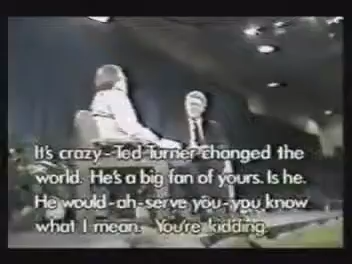 It's crazy - Ted Turner changed the
world. He's a big fan of yours. Is he.
He would - ah - serve you - you know
what I mean. You're kidding.